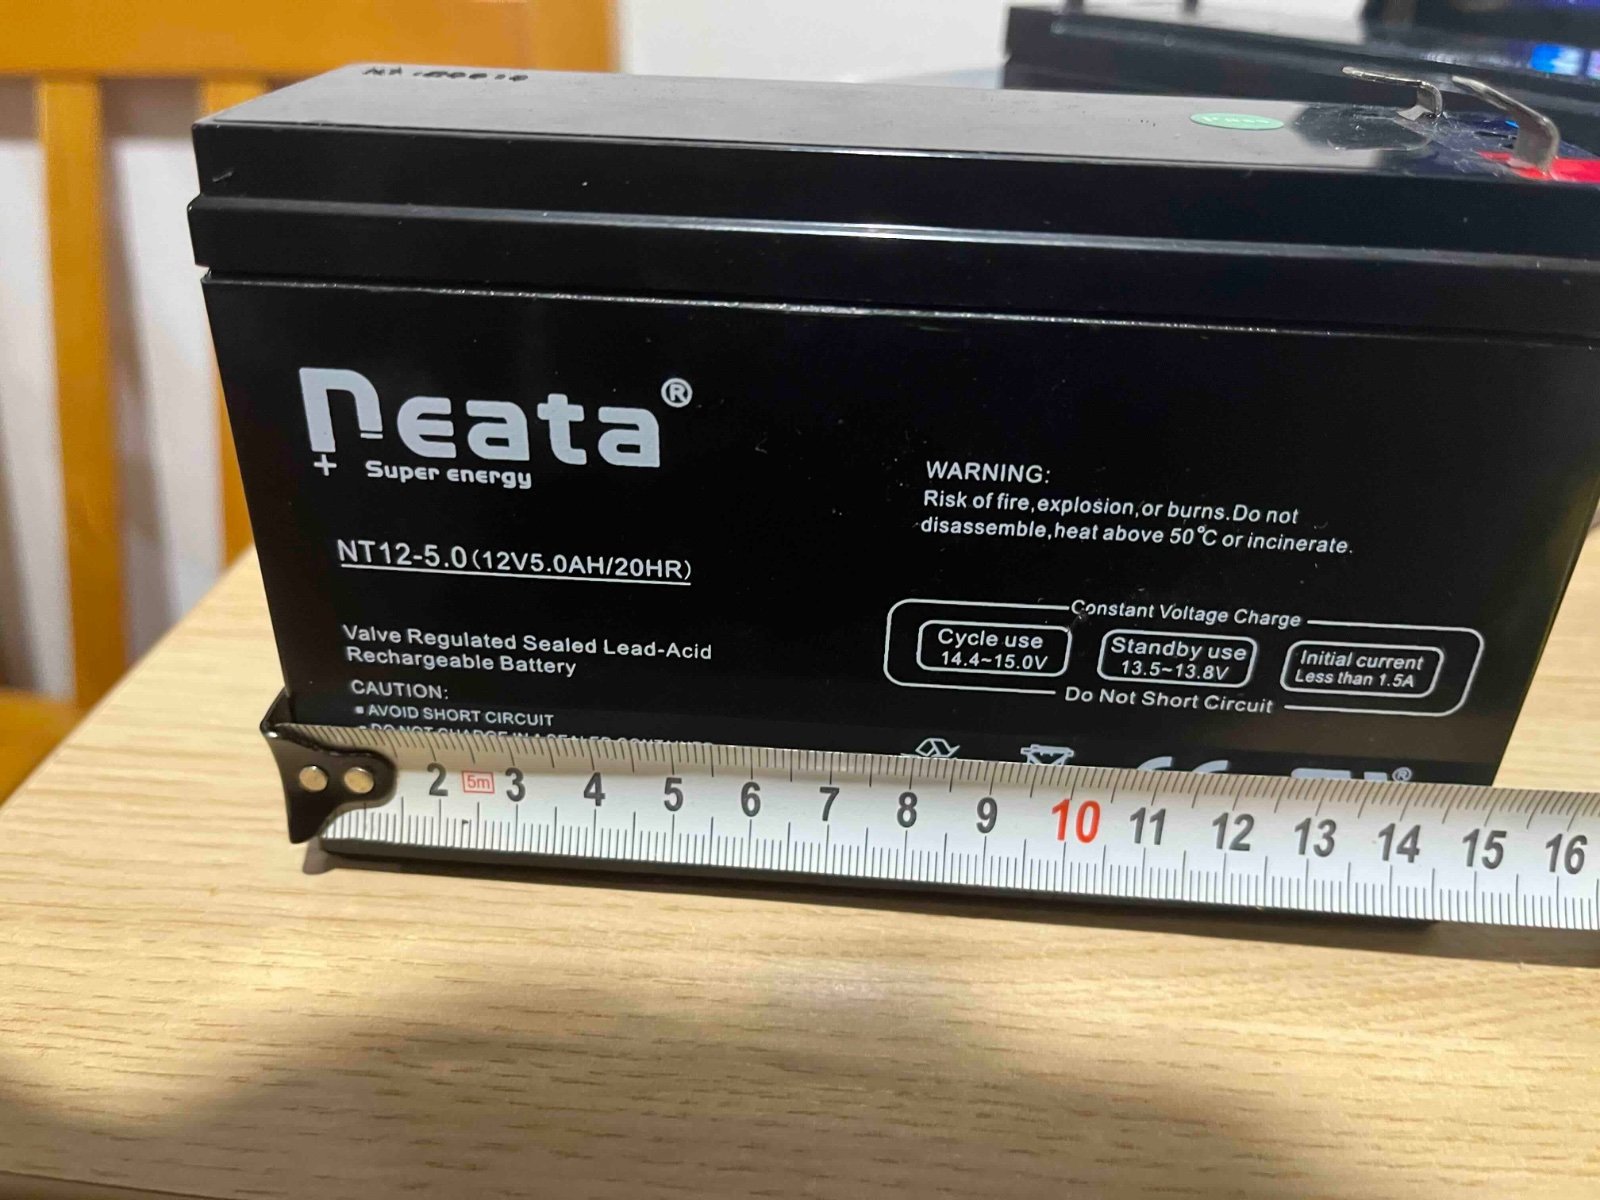 neata®
Super energy
NT12-5.0(12V5.0AH/20HR)
Valve Regulated Sealed Lead-Acid
Rechargeable Battery
CAUTION:
AVOID SHORT CIRCUIT
WARNING:
Risk of fire,explosion,or burns.Do not
disassemble,heat above 50°C or incinerate.
Constant Voltage Charge
Cycle use
14.4~15.0V
Standby use
13.5~13.8V
Initial current
Less than 1.5A
Do Not Short Circuit
2 5m 3 4 5 6 7 8 9 10 11 12 13 14 15 16